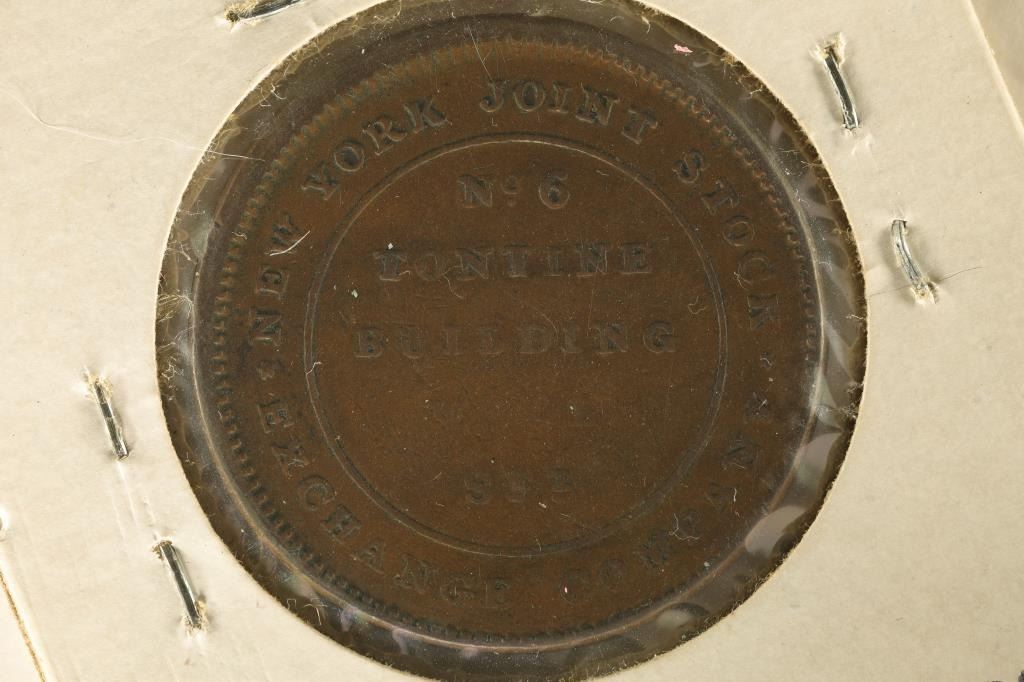 NEW YORK JOINT STOCK
EXCHANGE COMPANY
No 6
TONTINE
BUILDING